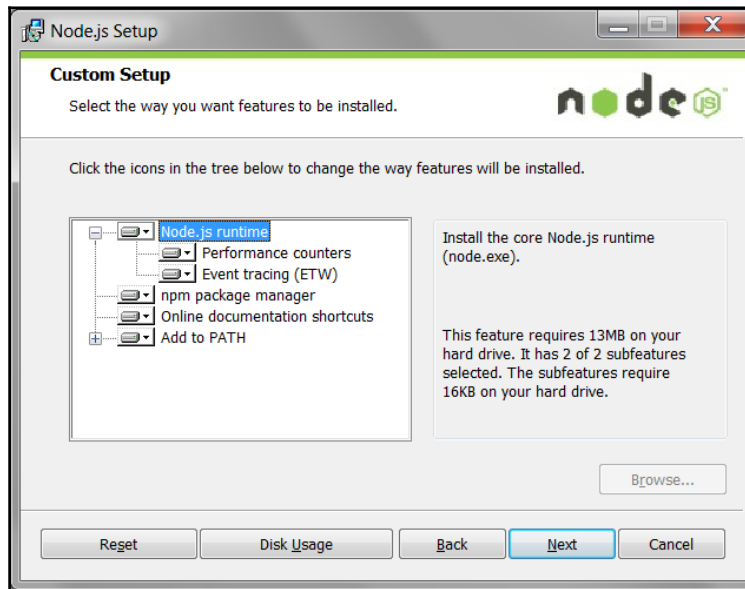 Node.js Setup
Custom Setup
Select the way you want features to be installed.
node
JS
Click the icons in the tree below to change the way features will be installed.
Node.js runtime
Performance counters
Event tracing (ETW)
npm package manager
Online documentation shortcuts
Add to PATH
Install the core Node.js runtime
(node.exe).
This feature requires 13MB on your
hard drive. It has 2 of 2 subfeatures
selected. The subfeatures require
16KB on your hard drive.
Browse...
Reset
Disk Usage
Back
Next
Cancel